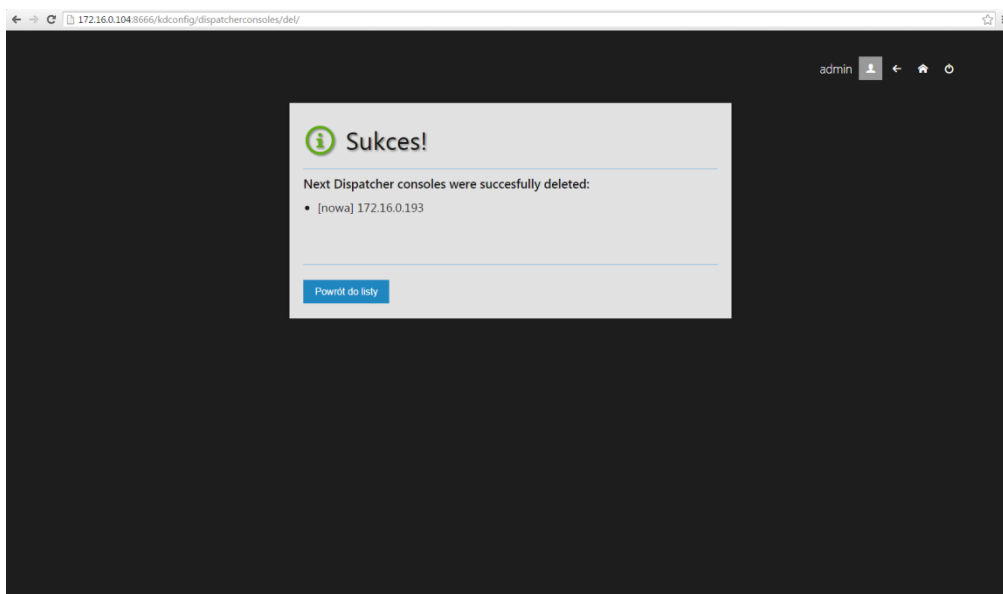 172.16.0.104:8666/kdconfig/dispatcherconsoles/del/
admin
Sukces!
Next Dispatcher consoles were succesfully deleted:
[nowa] 172.16.0.193
Powrót do listy